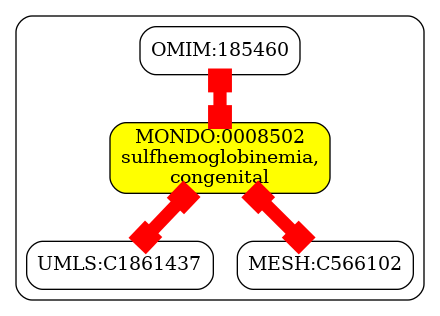 OMIM:185460
MONDO:0008502
sulfhemoglobinemia,
congenital
UMLS:C1861437
MESH:C566102